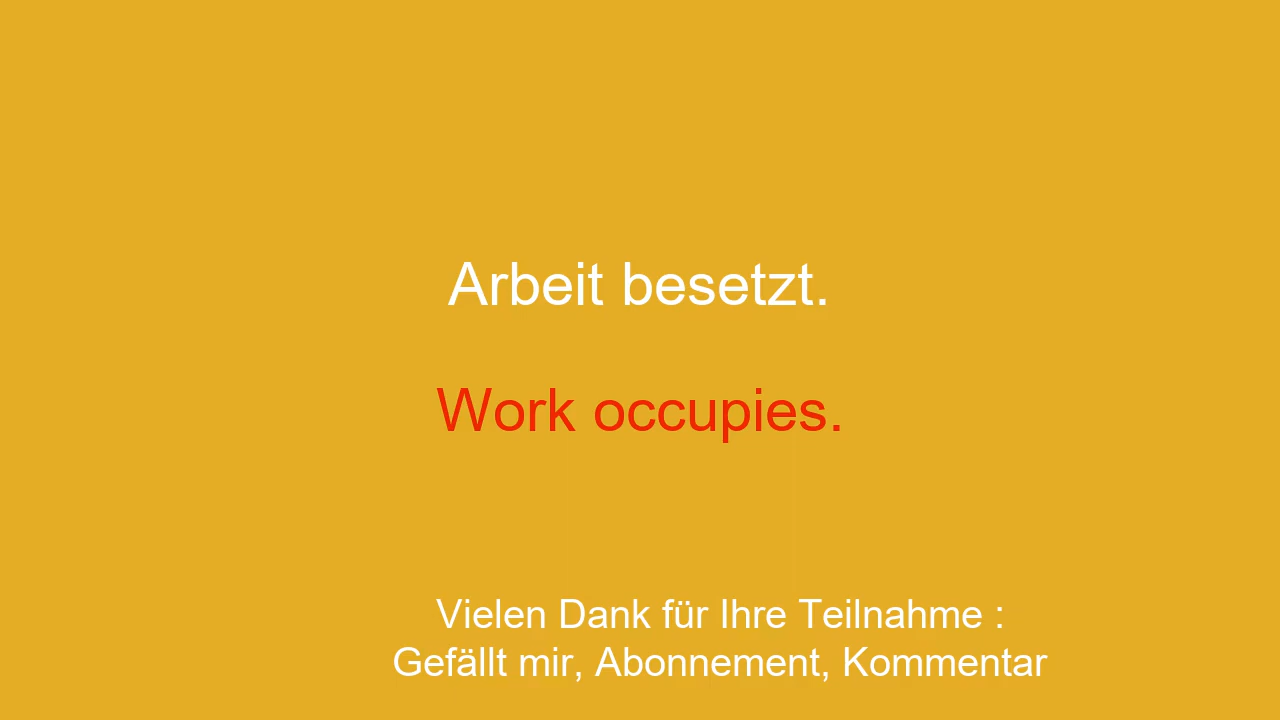 Arbeit besetzt.
Work occupies.
Vielen Dank für Ihre Teilnahme :
Gefällt mir, Abonnement, Kommentar